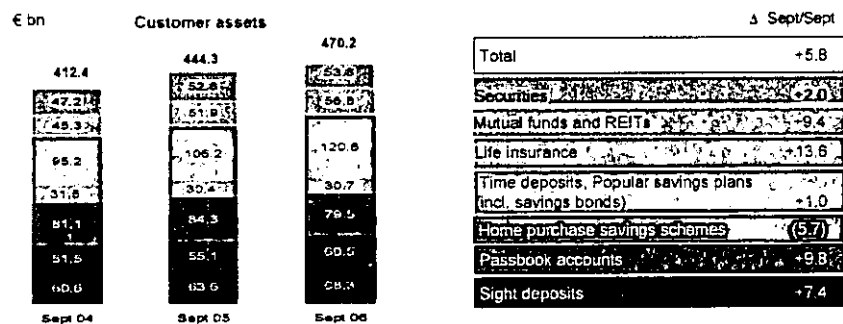 € bn
Customer assets
Δ Sept/Sept
412.4
444.3
470.2
47.2
52.8
53.8
45.3
51.9
56.8
95.2
106.2
120.6
31.5
30.4
30.7
81.1
84.3
79.5
51.5
55.1
60.5
60.6
63.6
68.3
Sept 04
Sept 05
Sept 06
Total +5.8
Securities +2.0
Mutual funds and REITs +9.4
Life insurance +13.6
Time deposits, Popular savings plans
(incl. savings bonds) +1.0
Home purchase savings schemes (5.7)
Passbook accounts +9.8
Sight deposits +7.4